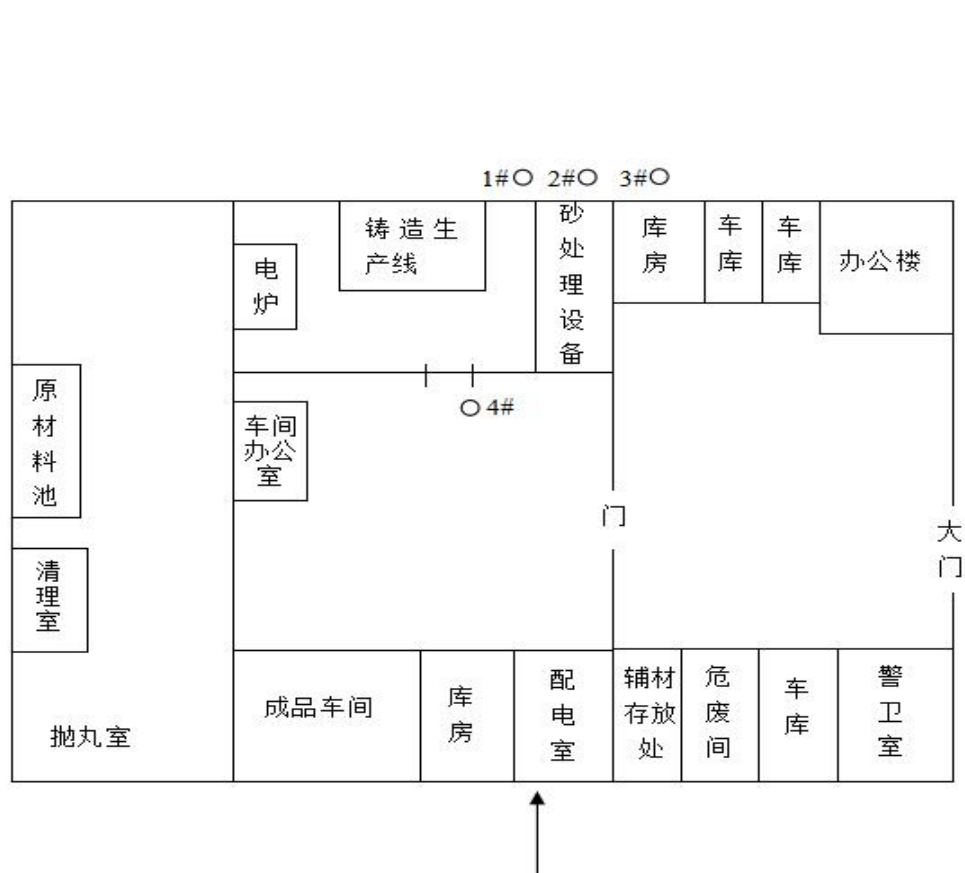 1#
2#
3#
铸造生
产线
砂
处
理
设
备
库
房
车
库
车
库
办公楼
电
炉
原
材
料
池
4#
车间
办公
室
门
大
门
清
理
室
抛丸室
成品车间
库
房
配
电
室
辅材
存放
处
危
废
间
车
库
警
卫
室